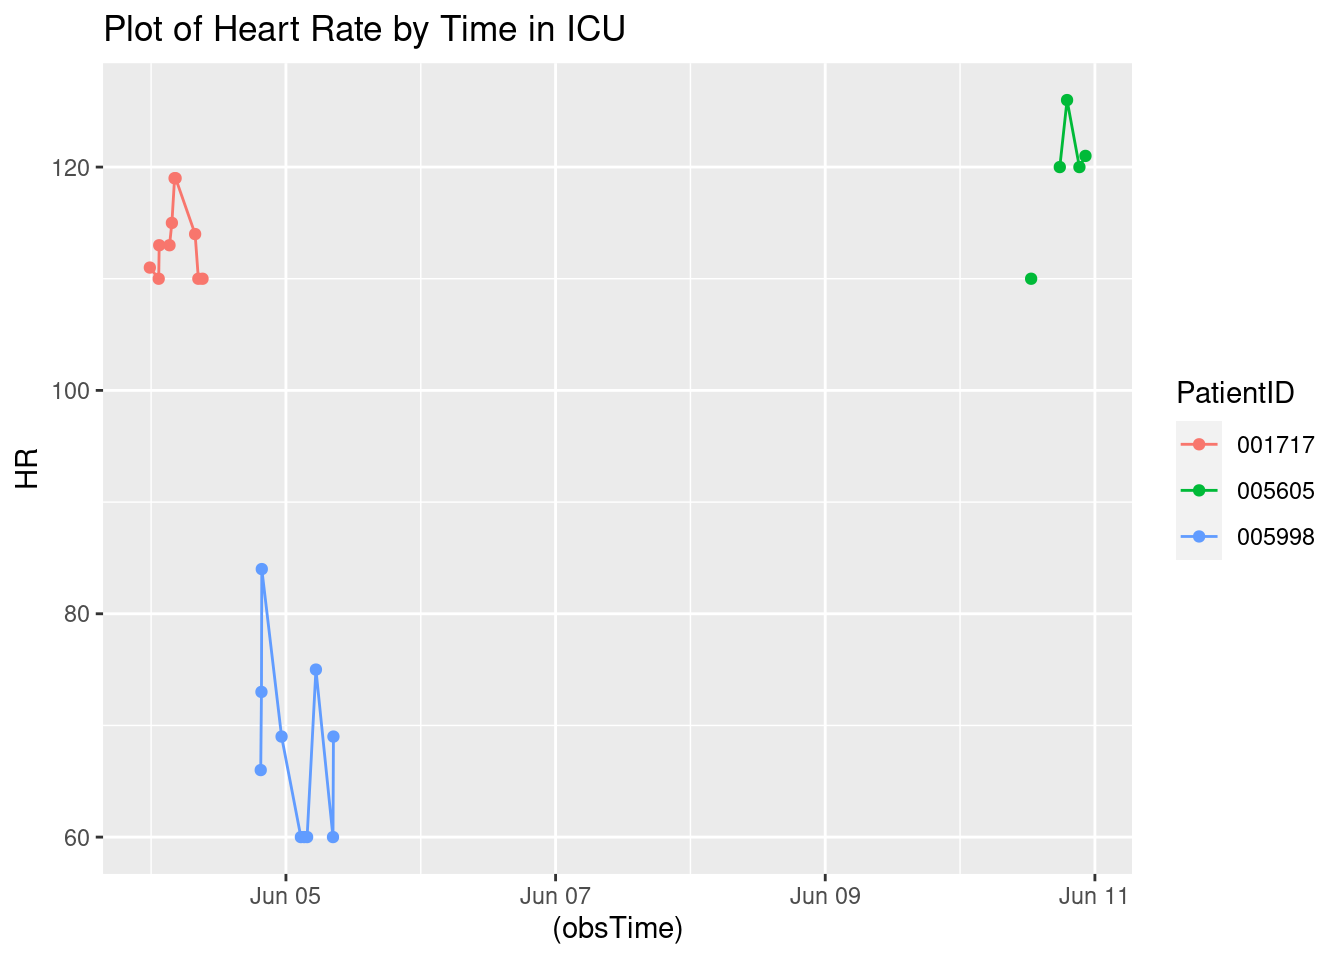 Plot of Heart Rate by Time in ICU
120
100
80
60
HR
Jun 05
Jun 07
Jun 09
Jun 11
(obsTime)
PatientID
001717
005605
005998